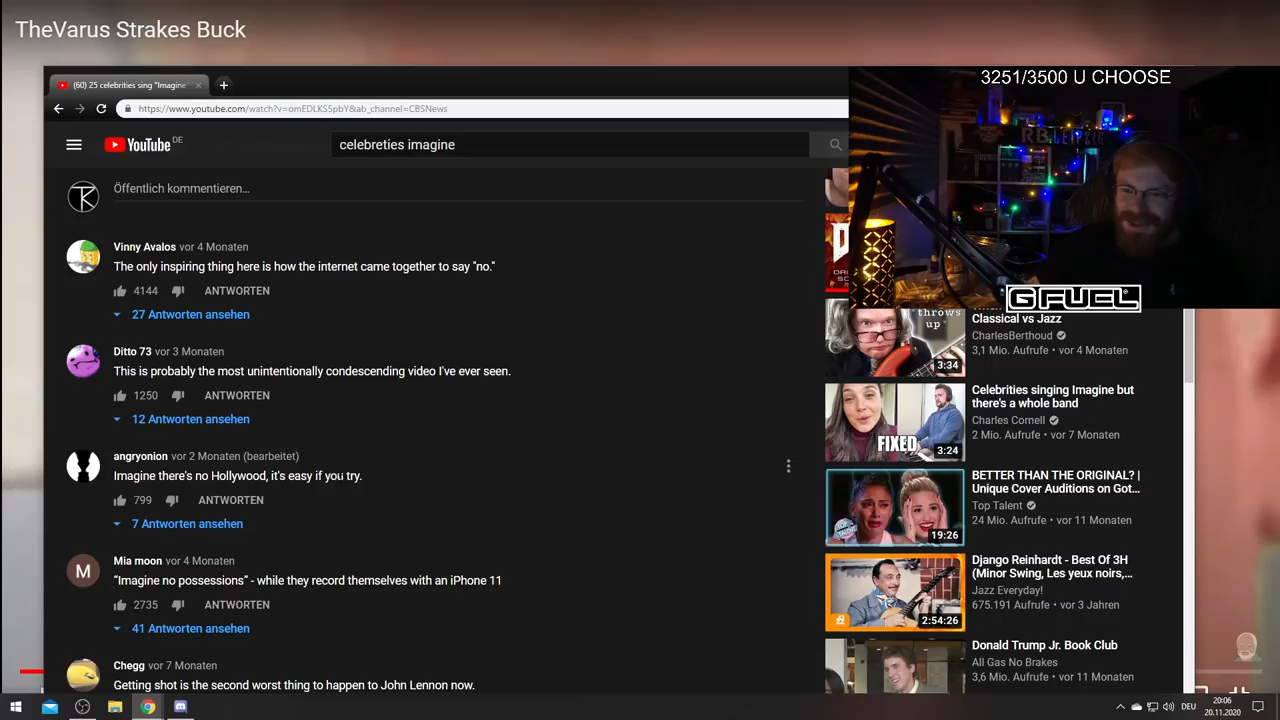 TheVarus Strakes Buck
(60) 25 celebrities sing "Imagine
3251/3500 U CHOOSE
https://www.youtube.com/watch?v=omEDLKS5pbY&ab_channel=CBSNews
YouTube DE
celebreties imagine
RB LEIPZIG
Öffentlich kommentieren...
Vinny Avalos vor 4 Monaten
The only inspiring thing here is how the internet came together to say "no."
4144 ANTWORTEN
27 Antworten ansehen
Ditto 73 vor 3 Monaten
This is probably the most unintentionally condescending video I've ever seen.
1250 ANTWORTEN
12 Antworten ansehen
angryonion vor 2 Monaten (bearbeitet)
Imagine there's no Hollywood, it's easy if you try.
799 ANTWORTEN
7 Antworten ansehen
M
Mia moon vor 4 Monaten
“Imagine no possessions” - while they record themselves with an iPhone 11
2735 ANTWORTEN
41 Antworten ansehen
Chegg vor 7 Monaten
Getting shot is the second worst thing to happen to John Lennon now.
G FUEL
"throws
up"
3:34
Classical vs Jazz
CharlesBerthoud
3,1 Mio. Aufrufe • vor 4 Monaten
FIXED
3:24
Celebrities singing Imagine but
there's a whole band
Charles Cornell
2 Mio. Aufrufe • vor 7 Monaten
19:26
BETTER THAN THE ORIGINAL? |
Unique Cover Auditions on Got...
Top Talent
24 Mio. Aufrufe • vor 11 Monaten
2:54:26
Django Reinhardt - Best Of 3H
(Minor Swing, Les yeux noirs,...
Jazz Everyday!
675.191 Aufrufe • vor 3 Jahren
Donald Trump Jr. Book Club
All Gas No Brakes
3,6 Mio. Aufrufe • vor 11 Monaten
DEU
20:06
20.11.2020